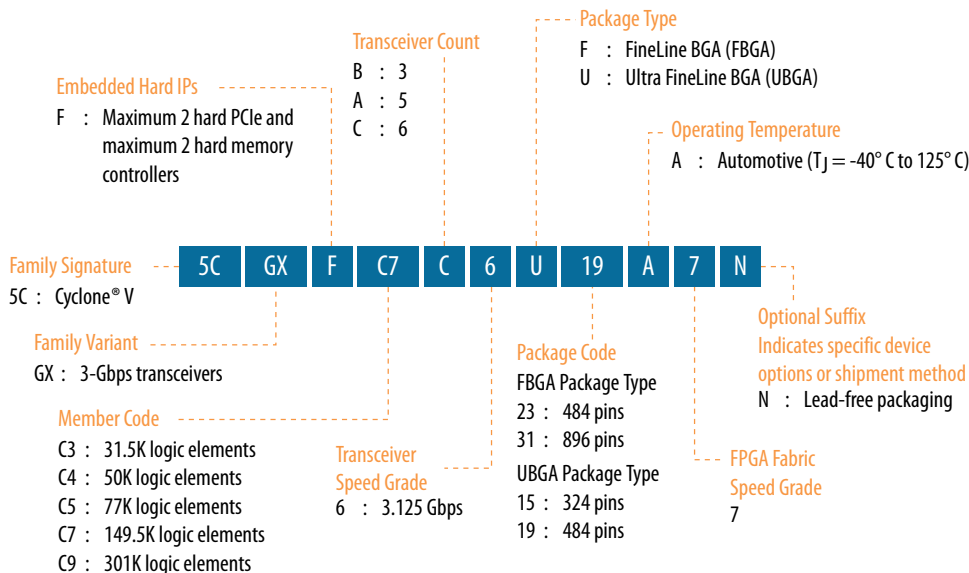 Package Type
F : FineLine BGA (FBGA)
U : Ultra FineLine BGA (UBGA)
Transceiver Count
B : 3
A : 5
C : 6
Embedded Hard IPs
F : Maximum 2 hard PCIe and
maximum 2 hard memory
controllers
Operating Temperature
A : Automotive (TJ = -40° C to 125° C)
5C GX F C7 C 6 U 19 A 7 N
Family Signature
5C : Cyclone® V
Family Variant
GX : 3-Gbps transceivers
Member Code
C3 : 31.5K logic elements
C4 : 50K logic elements
C5 : 77K logic elements
C7 : 149.5K logic elements
C9 : 301K logic elements
Transceiver
Speed Grade
6 : 3.125 Gbps
Package Code
FBGA Package Type
23 : 484 pins
31 : 896 pins
UBGA Package Type
15 : 324 pins
19 : 484 pins
FPGA Fabric
Speed Grade
7
Optional Suffix
Indicates specific device
options or shipment method
N : Lead-free packaging